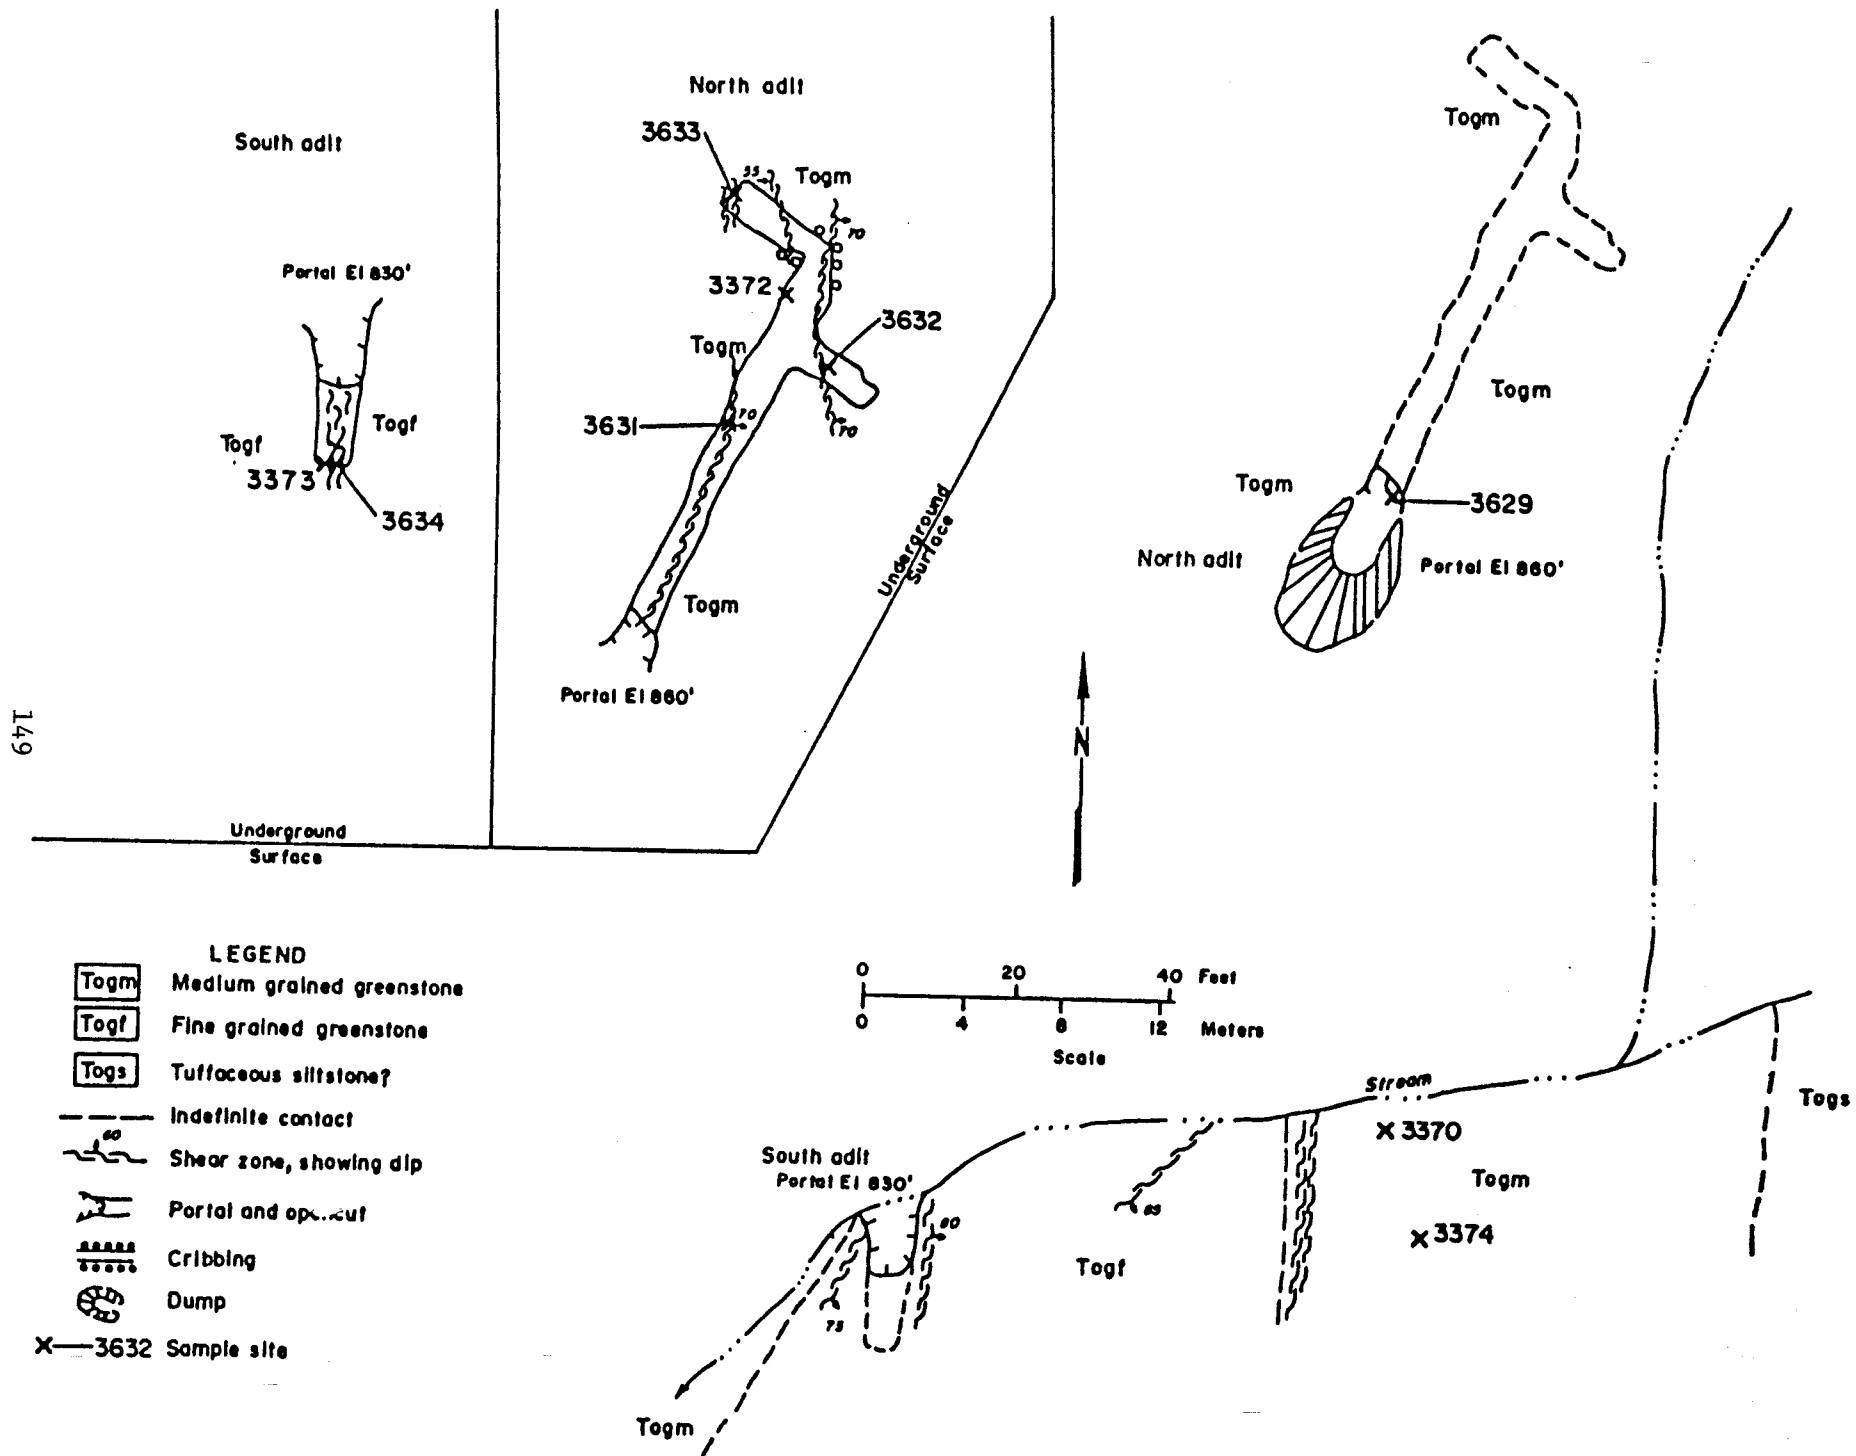 South adit
Portal El 830'
Togf
Togf
3373
3634
North adit
3633
55
Togm
70
3372
3632
Togm
3631
70
70
Togm
Portal El 860'
Underground
Surface
Underground
Surface
Togm
Togm
Togm
3629
North adit
Portal El 860'
N
149
LEGEND
Togm Medium grained greenstone
Togf Fine grained greenstone
Togs Tuffaceous siltstone?
Indefinite contact
60
Shear zone, showing dip
Portal and
Cribbing
Dump
X—3632 Sample site
0 20 40 Feet
0 4 8 12 Meters
Scale
Stream
Togs
X 3370
Togm
X 3374
South adit
Portal El 830'
80
65
Togf
75
Togm